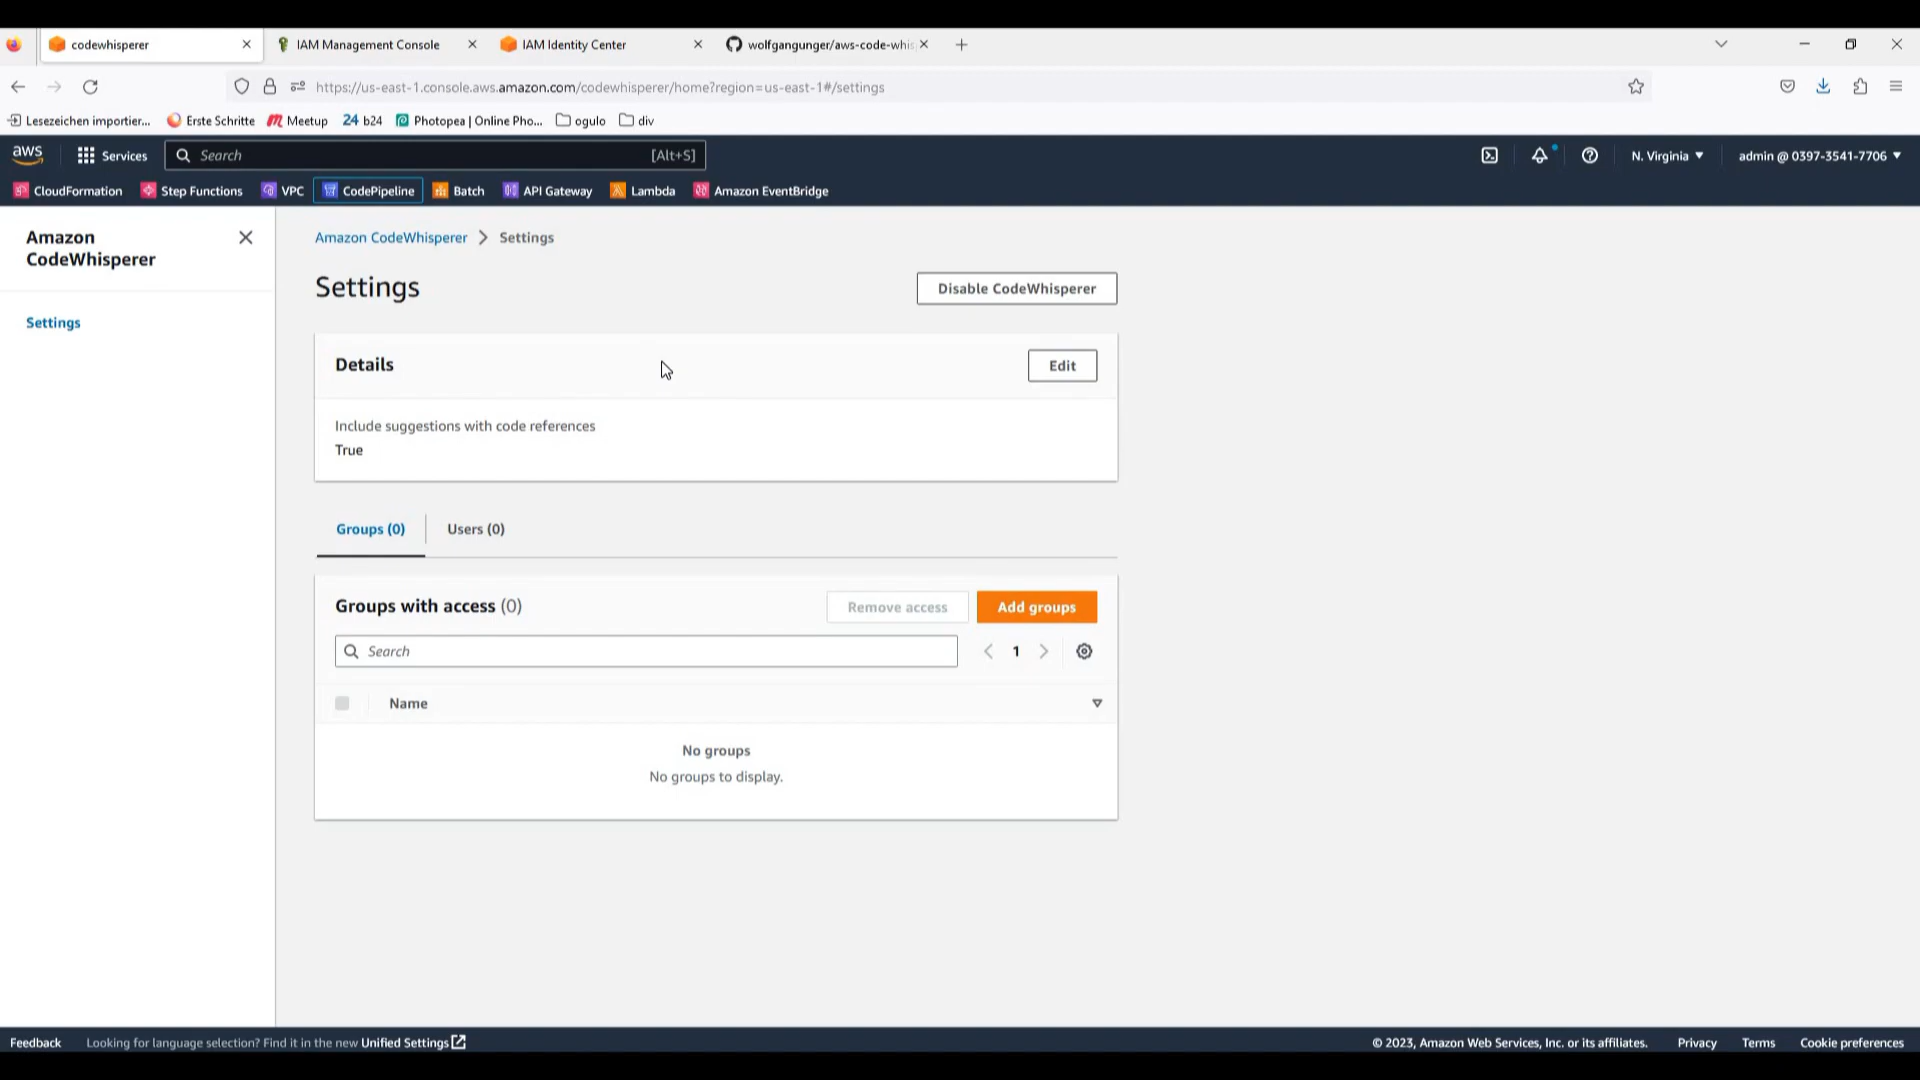 codewhisperer
IAM Management Console
IAM Identity Center
wolfgangunger/aws-code-whis
https://us-east-1.console.aws.amazon.com/codewhisperer/home?region=us-east-1#/settings
Lesezeichen importier...
Erste Schritte
Meetup
24 b24
Photopea | Online Pho...
ogulo
div
aws
Services
Search
[Alt+S]
N. Virginia
admin @ 0397-3541-7706
CloudFormation
Step Functions
VPC
CodePipeline
Batch
API Gateway
Lambda
Amazon EventBridge
Amazon
CodeWhisperer
Settings
Amazon CodeWhisperer
Settings
Settings
Disable CodeWhisperer
Details
Edit
Include suggestions with code references
True
Groups (0)
Users (0)
Groups with access (0)
Remove access
Add groups
Search
1
Name
No groups
No groups to display.
Feedback
Looking for language selection? Find it in the new Unified Settings
© 2023, Amazon Web Services, Inc. or its affiliates.
Privacy
Terms
Cookie preferences